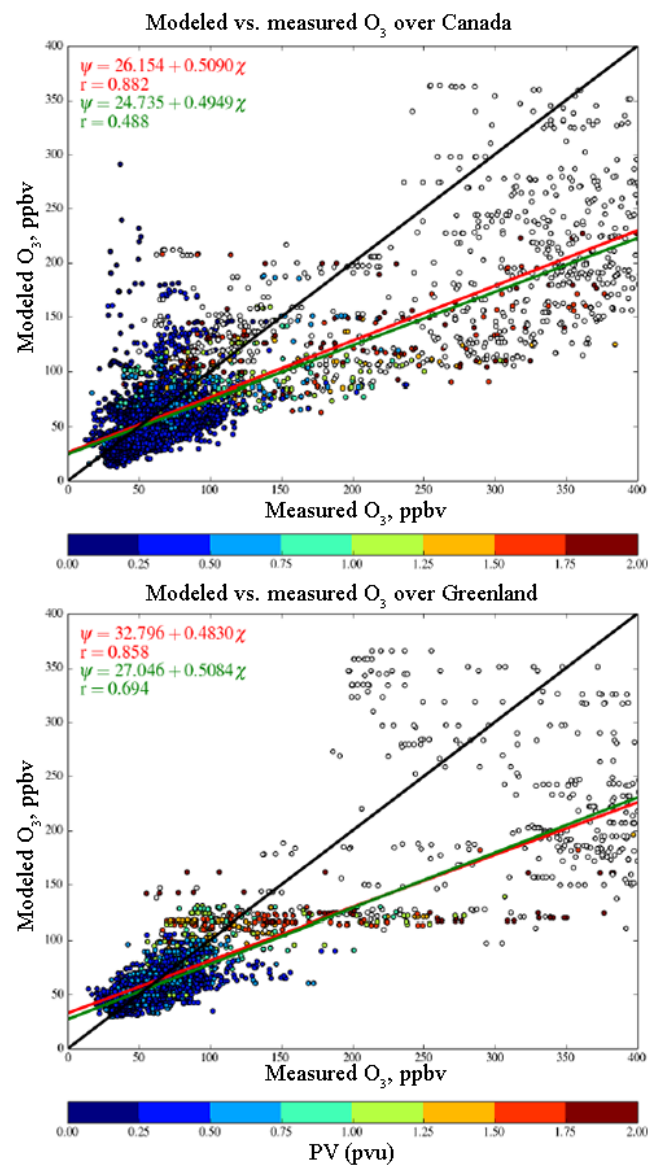 Modeled vs. measured O₃ over Canada
400
350
300
250
200
150
100
50
0
Modeled O₃, ppbv
ψ = 26.154 + 0.5090 χ
r = 0.882
ψ = 24.735 + 0.4949 χ
r = 0.488
0 50 100 150 200 250 300 350 400
Measured O₃, ppbv
0.00 0.25 0.50 0.75 1.00 1.25 1.50 1.75 2.00
Modeled vs. measured O₃ over Greenland
400
350
300
250
200
150
100
50
0
Modeled O₃, ppbv
ψ = 32.796 + 0.4830 χ
r = 0.858
ψ = 27.046 + 0.5084 χ
r = 0.694
0 50 100 150 200 250 300 350 400
Measured O₃, ppbv
0.00 0.25 0.50 0.75 1.00 1.25 1.50 1.75 2.00
PV (pvu)